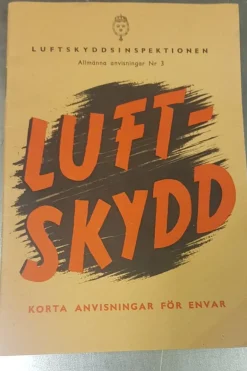 LUFTSKYDDSINSPEKTIONEN
Allmänna anvisningar Nr 3
LUFT-
SKYDD
KORTA ANVISNINGAR FÖR ENVAR